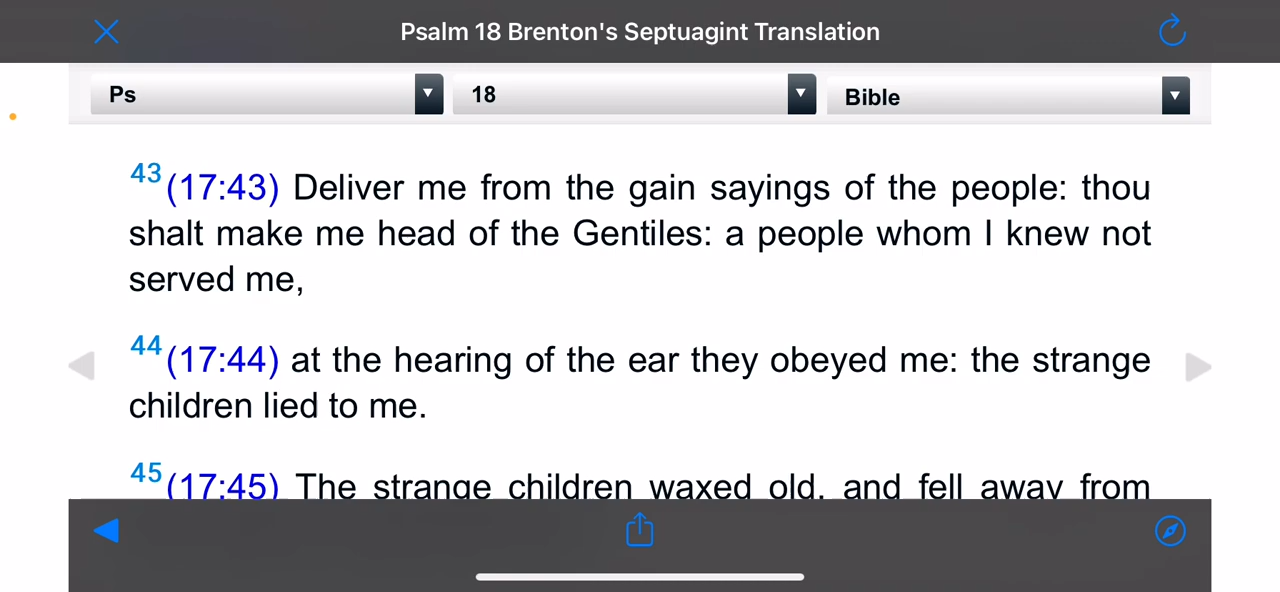 Psalm 18 Brenton's Septuagint Translation
Ps 18 Bible
43 (17:43) Deliver me from the gain sayings of the people: thou
shalt make me head of the Gentiles: a people whom I knew not
served me,
44 (17:44) at the hearing of the ear they obeyed me: the strange
children lied to me.
45 (17:45) The strange children waxed old, and fell away from